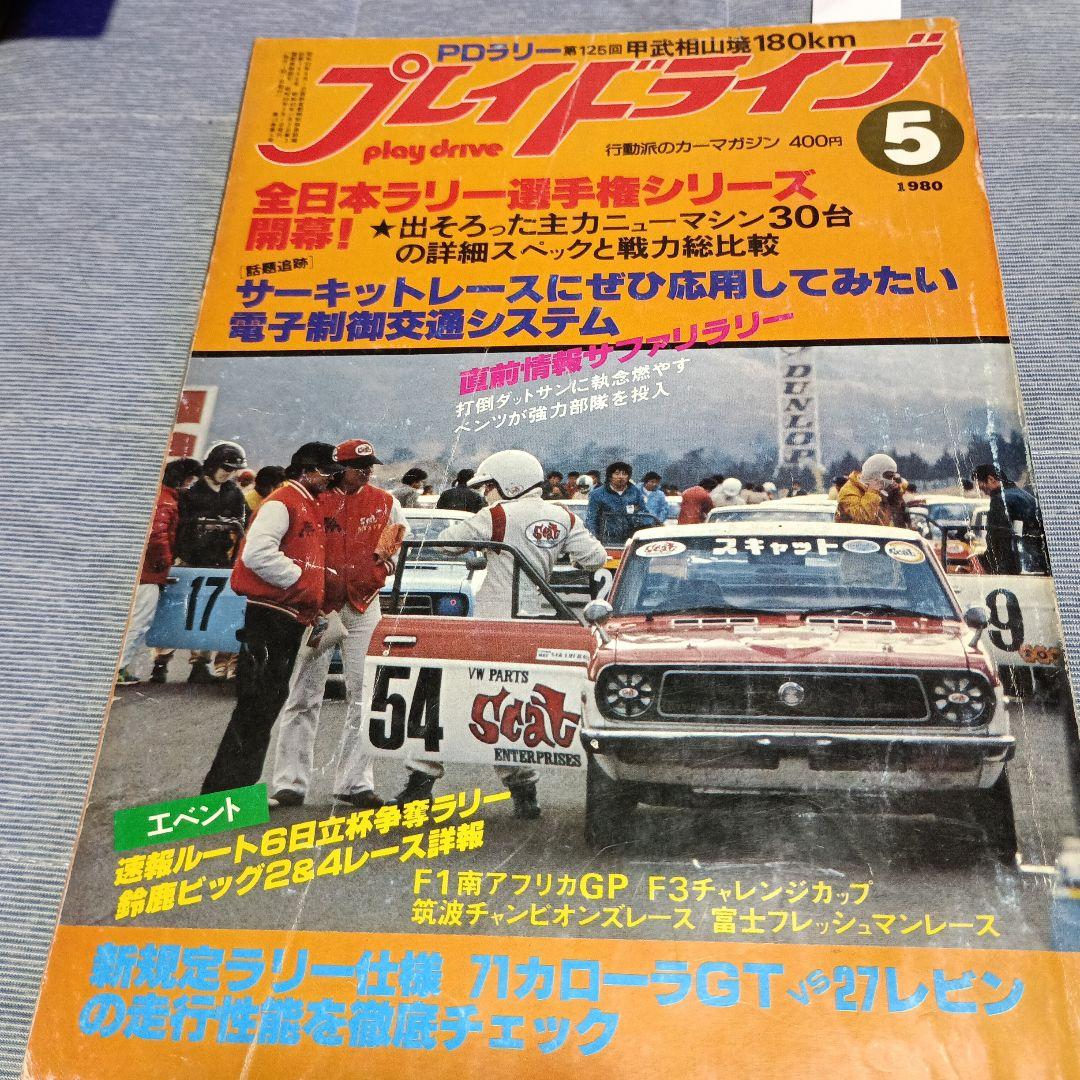 PDラリー第125回甲武相山境180km
プレイドライブ
play drive
行動派のカーマガジン 400円
5
1980
全日本ラリー選手権シリーズ
開幕!
★出そろった主力ニューマシン30台
の詳細スペックと戦力総比較
[話題追跡]
サーキットレースにぜひ応用してみたい
電子制御交通システム
直前情報サファリラリー
打倒ダットサンに執念燃やす
ベンツが強力部隊を投入
DUNLOP
scat
scat
スキャット
scat
17
9
54
VW PARTS
scat
ENTERPRISES
エベント
速報ルート6日立杯争奪ラリー
鈴鹿ビッグ2&4レース詳報
F1南アフリカGP F3チャレンジカップ
筑波チャンピオンズレース 富士フレッシュマンレース
新規定ラリー仕様 71カローラGT vs 27レビン
の走行性能を徹底チェック